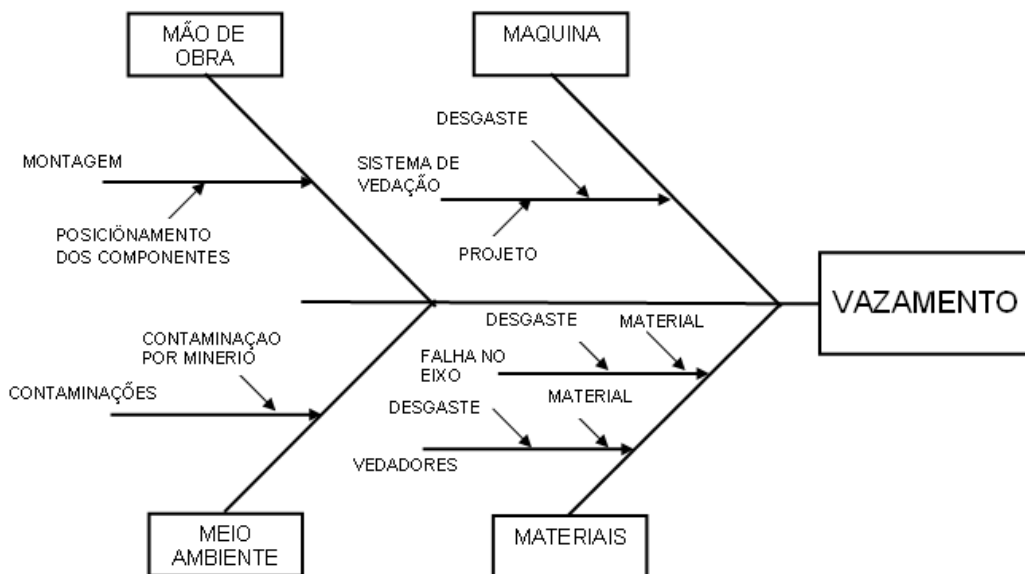 MÃO DE
OBRA
MAQUINA
DESGASTE
MONTAGEM
SISTEMA DE
VEDAÇÃO
POSICIÖNAMENTO
DOS COMPONENTES
PROJETO
VAZAMENTO
CONTAMINAÇAO
POR MINERIO
DESGASTE
MATERIAL
FALHA NO
EIXO
CONTAMINAÇÕES
DESGASTE
MATERIAL
VEDADORES
MEIO
AMBIENTE
MATERIAIS